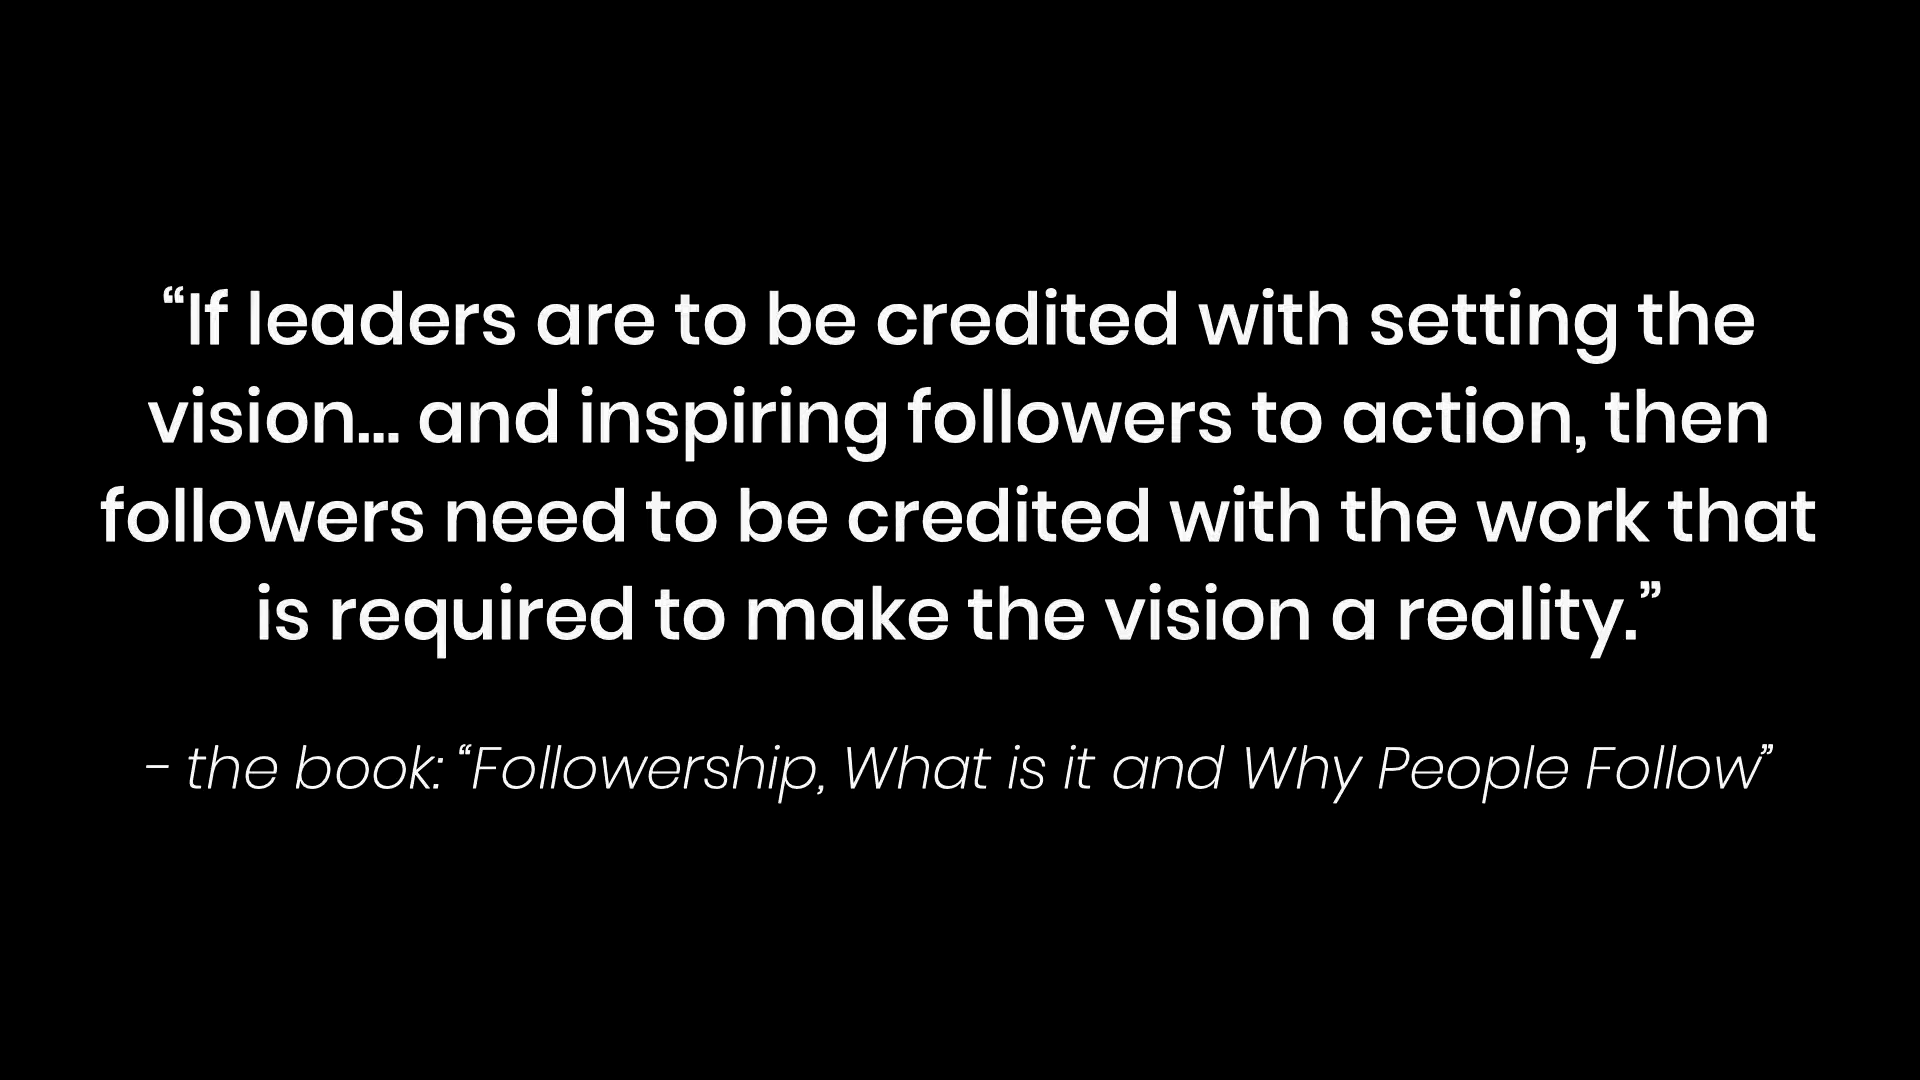 “If leaders are to be credited with setting the
vision... and inspiring followers to action, then
followers need to be credited with the work that
is required to make the vision a reality.”
- the book: “Followership, What is it and Why People Follow”